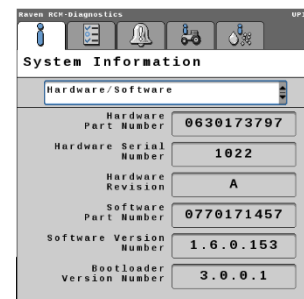 Raven RCM-Diagnostics
System Information
Hardware/Software
Hardware
Part Number
0630173797
Hardware Serial
Number
1022
Hardware
Revision
A
Software
Part Number
0770171457
Software Version
Number
1.6.0.153
Bootloader
Version Number
3.0.0.1